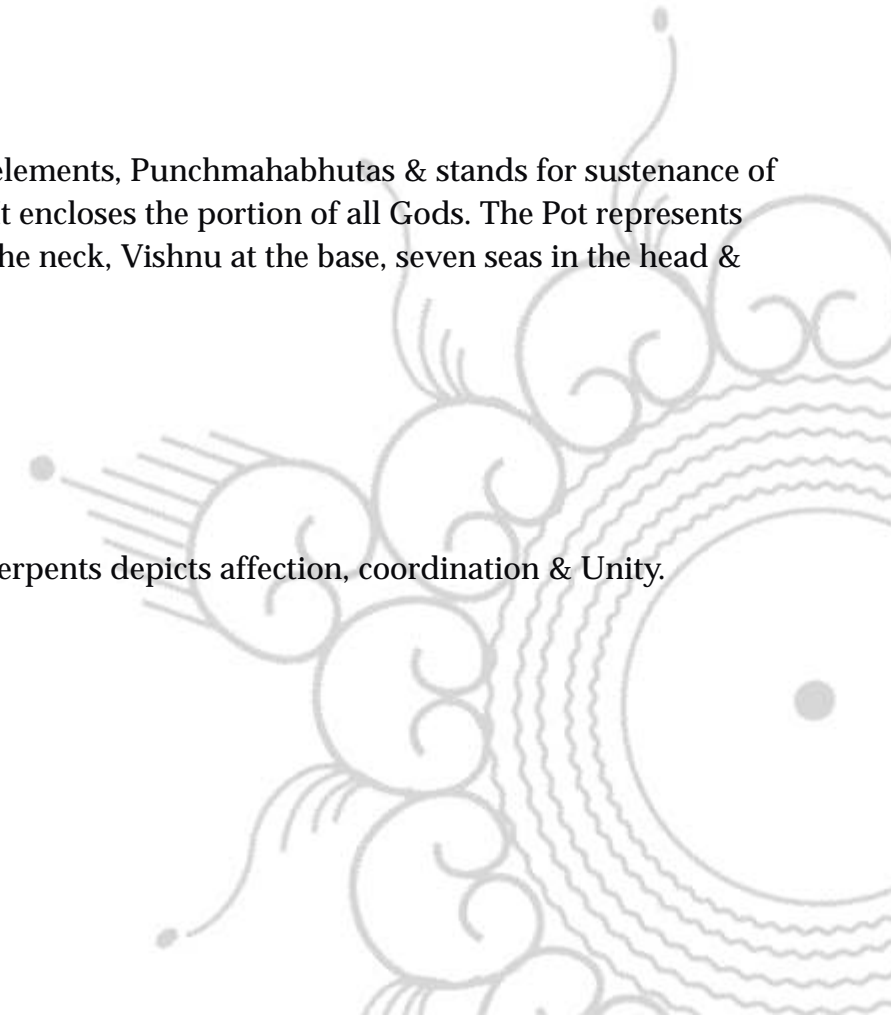 elements, Punchmahabhutas & stands for sustenance of
t encloses the portion of all Gods. The Pot represents
he neck, Vishnu at the base, seven seas in the head &
erpents depicts affection, coordination & Unity.